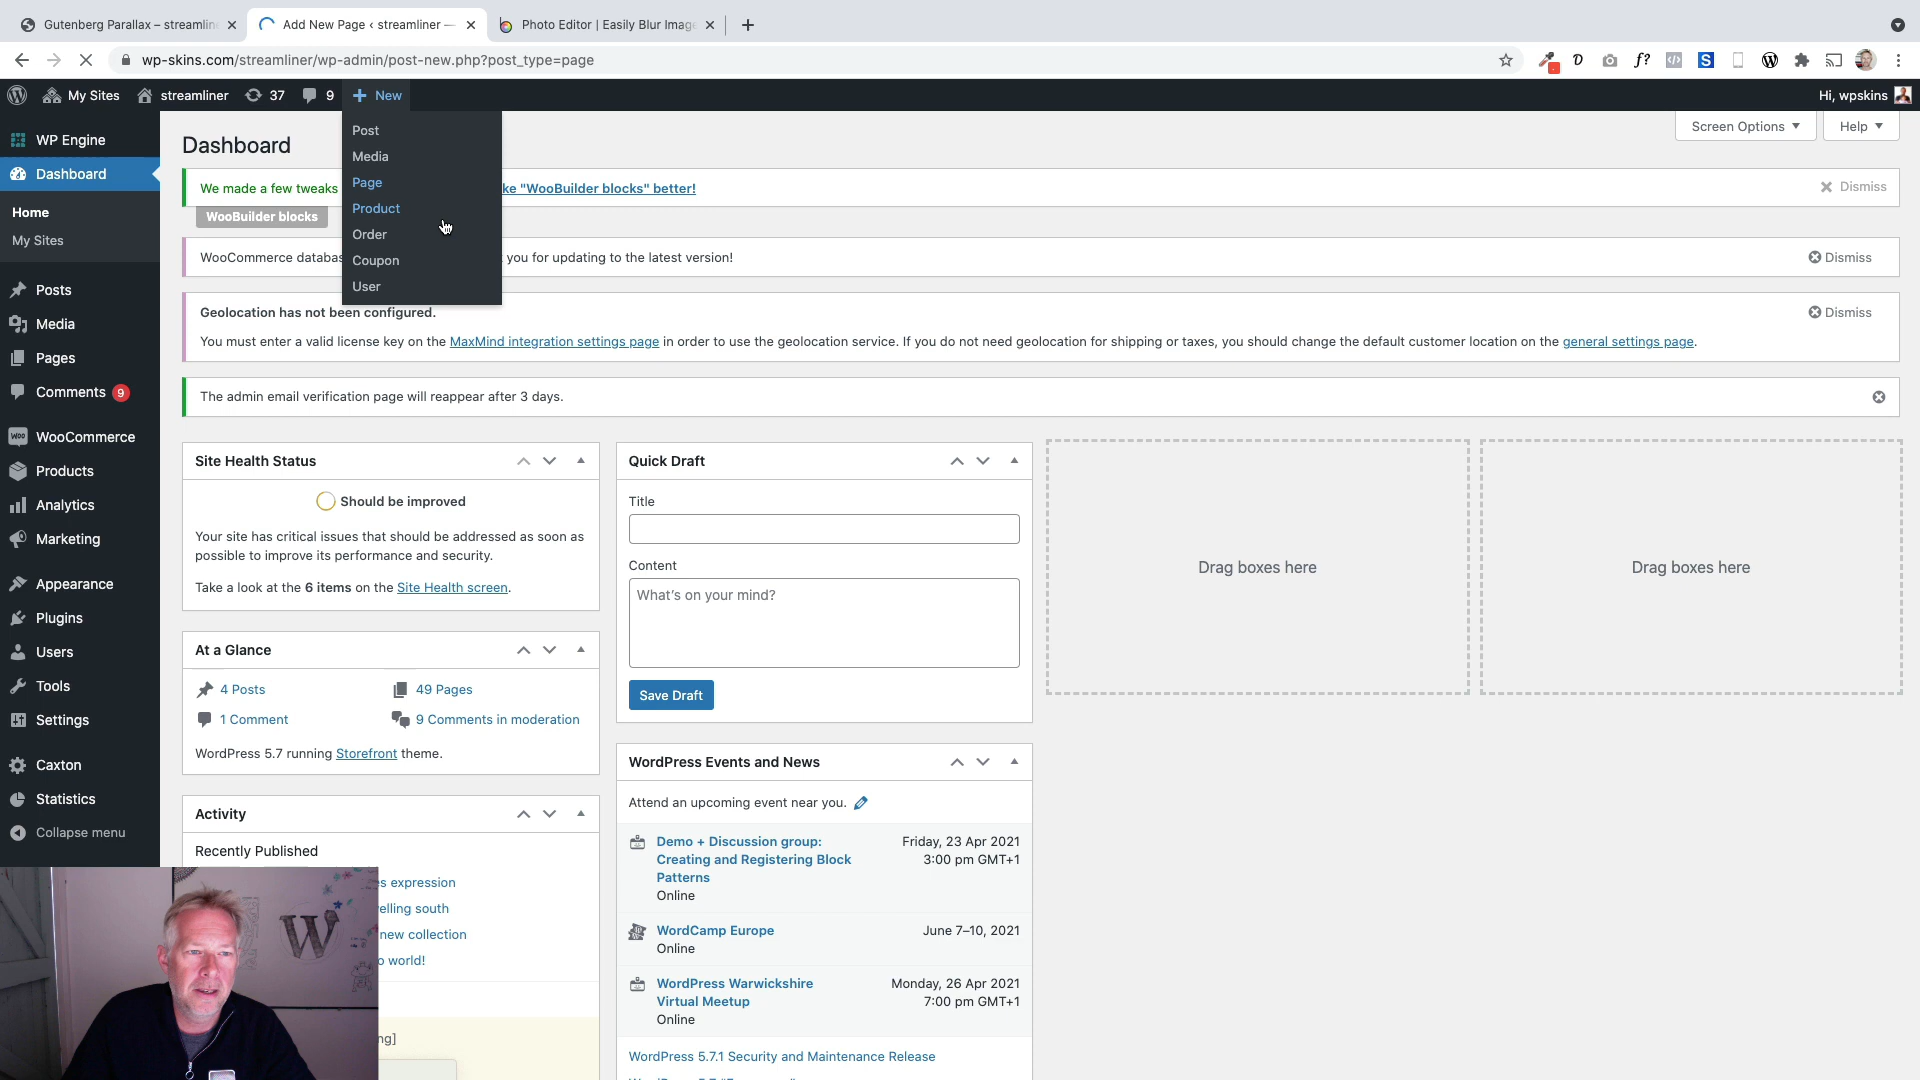 Gutenberg Parallax – streamlin
Add New Page ‹ streamliner —
Photo Editor | Easily Blur Image
wp-skins.com/streamliner/wp-admin/post-new.php?post_type=page
My Sites
streamliner
37
9
New
Hi, wpskins
Post
Media
Page
Product
Order
Coupon
User
WP Engine
Dashboard
Home
My Sites
Posts
Media
Pages
Comments 9
WooCommerce
Products
Analytics
Marketing
Appearance
Plugins
Users
Tools
Settings
Caxton
Statistics
Collapse menu
Dashboard
Screen Options
Help
We made a few tweaks
ke "WooBuilder blocks" better!
Dismiss
WooBuilder blocks
WooCommerce databas
you for updating to the latest version!
Dismiss
Geolocation has not been configured.
Dismiss
You must enter a valid license key on the MaxMind integration settings page in order to use the geolocation service. If you do not need geolocation for shipping or taxes, you should change the default customer location on the general settings page.
The admin email verification page will reappear after 3 days.
Site Health Status
Should be improved
Your site has critical issues that should be addressed as soon as
possible to improve its performance and security.
Take a look at the 6 items on the Site Health screen.
At a Glance
4 Posts
49 Pages
1 Comment
9 Comments in moderation
WordPress 5.7 running Storefront theme.
Activity
Recently Published
s expression
elling south
new collection
o world!
ng]
Quick Draft
Title
Content
What's on your mind?
Save Draft
WordPress Events and News
Attend an upcoming event near you.
Demo + Discussion group:
Creating and Registering Block
Patterns
Online
Friday, 23 Apr 2021
3:00 pm GMT+1
WordCamp Europe
Online
June 7–10, 2021
WordPress Warwickshire
Virtual Meetup
Online
Monday, 26 Apr 2021
7:00 pm GMT+1
WordPress 5.7.1 Security and Maintenance Release
Drag boxes here
Drag boxes here